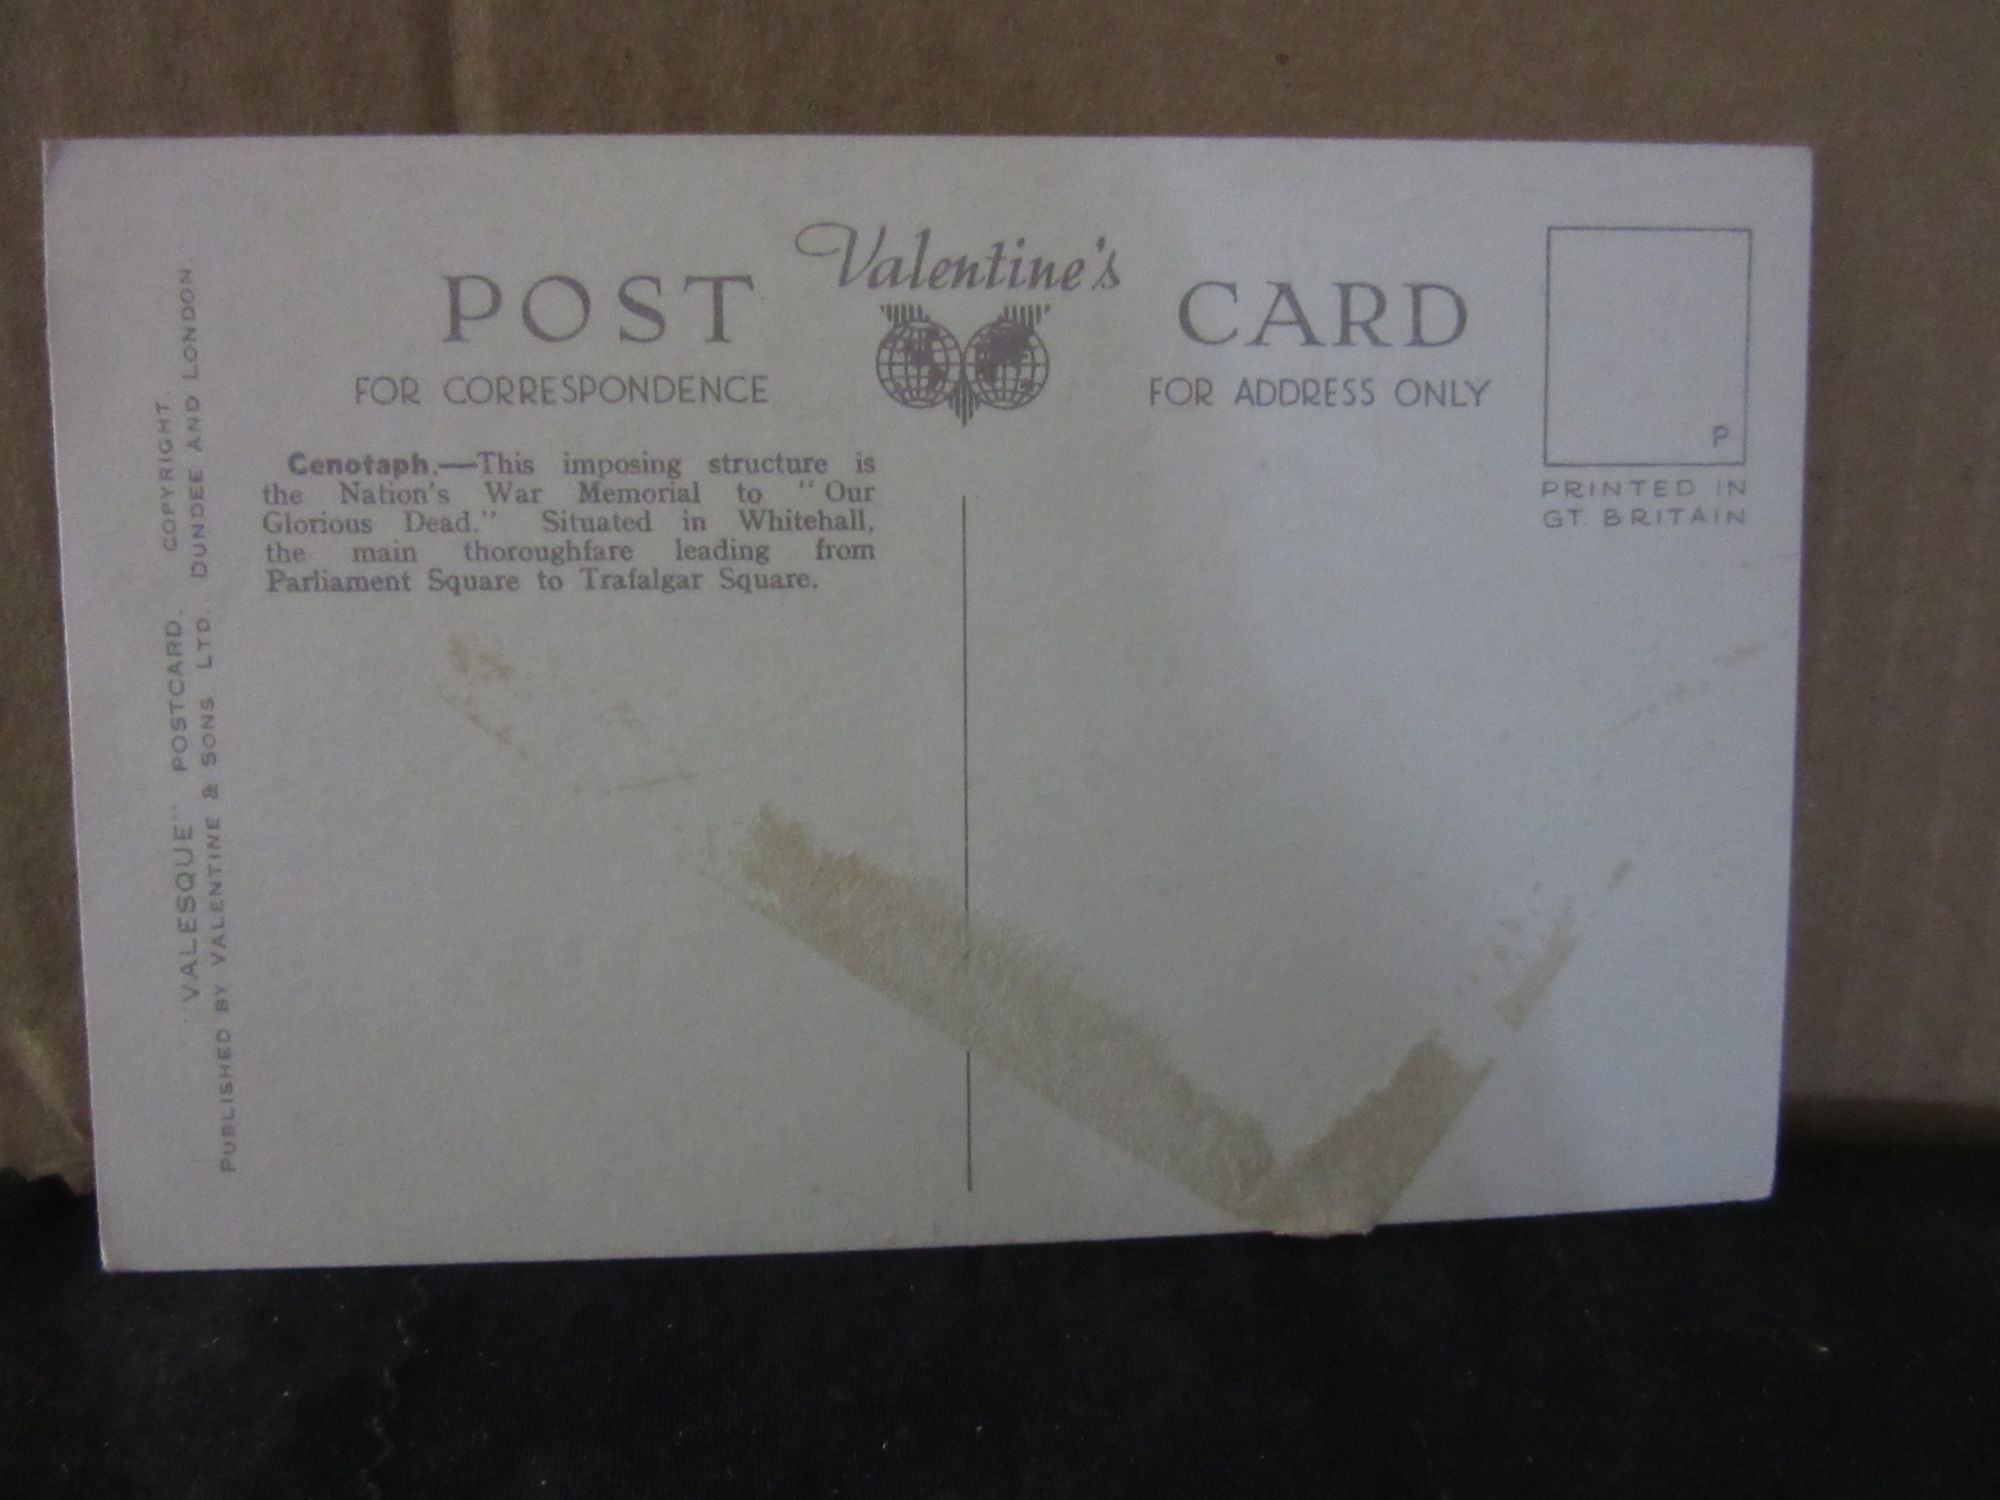 Valentine's
POST CARD
FOR CORRESPONDENCE
FOR ADDRESS ONLY
P
PRINTED IN
GT. BRITAIN
Cenotaph.—This imposing structure is
the Nation's War Memorial to "Our
Glorious Dead." Situated in Whitehall,
the main thoroughfare leading from
Parliament Square to Trafalgar Square.
"VALESQUE" POSTCARD. COPYRIGHT.
PUBLISHED BY VALENTINE & SONS, LTD., DUNDEE AND LONDON.